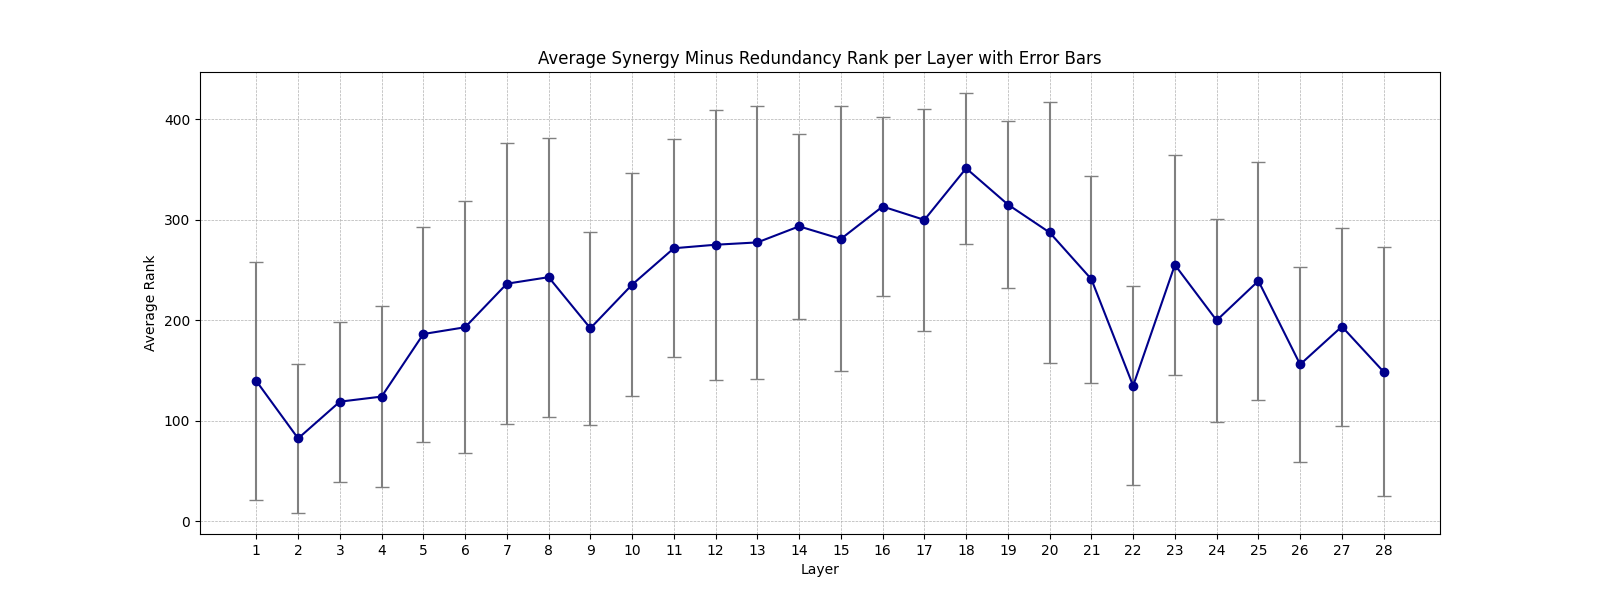 Average Synergy Minus Redundancy Rank per Layer with Error Bars
Average Rank
400
300
200
100
0
1 2 3 4 5 6 7 8 9 10 11 12 13 14 15 16 17 18 19 20 21 22 23 24 25 26 27 28
Layer